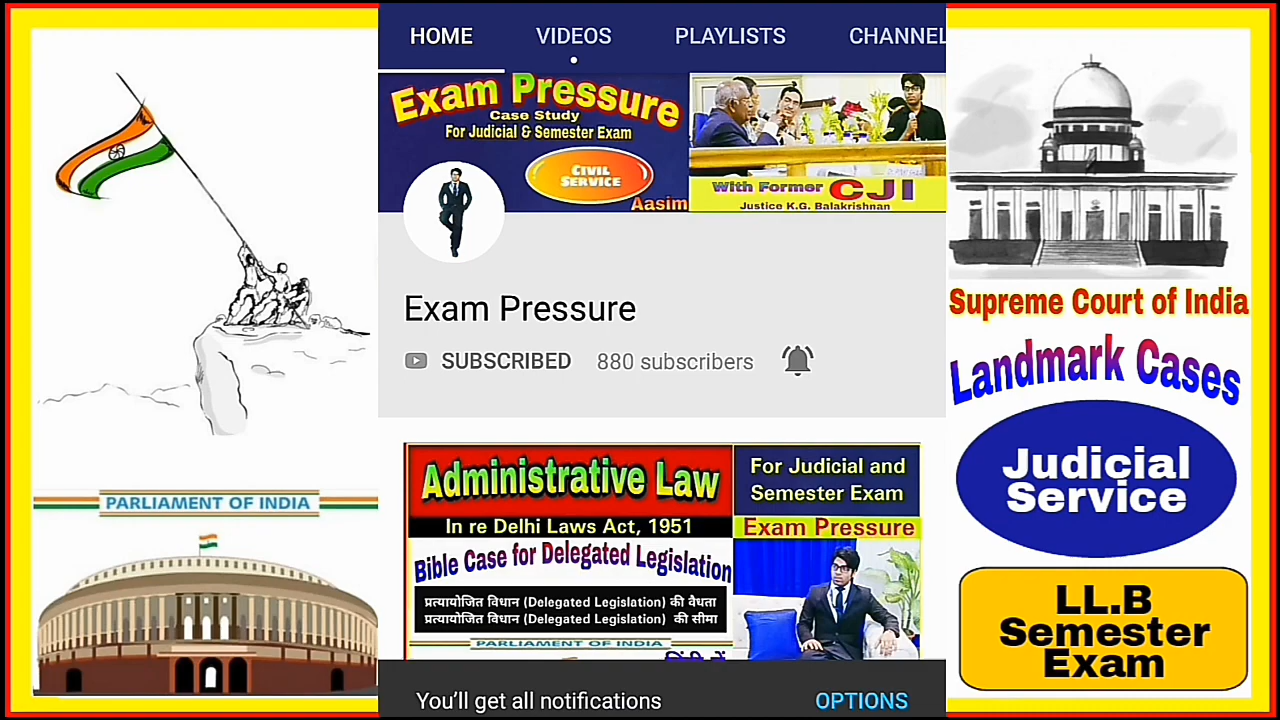 PARLIAMENT OF INDIA
HOME VIDEOS PLAYLISTS CHANNEL
Exam Pressure
Case Study
For Judicial & Semester Exam
CIVIL
SERVICE
Aasim
With Former CJI
Justice K.G. Balakrishnan
Exam Pressure
SUBSCRIBED 880 subscribers
Administrative Law
In re Delhi Laws Act, 1951
Bible Case for Delegated Legislation
प्रत्यायोजित विधान (Delegated Legislation) की वैधता
प्रत्यायोजित विधान (Delegated Legislation) की सीमा
PARLIAMENT OF INDIA
हिंदी में
For Judicial and
Semester Exam
Exam Pressure
You’ll get all notifications OPTIONS
Supreme Court of India
Landmark Cases
Judicial
Service
LL.B
Semester
Exam